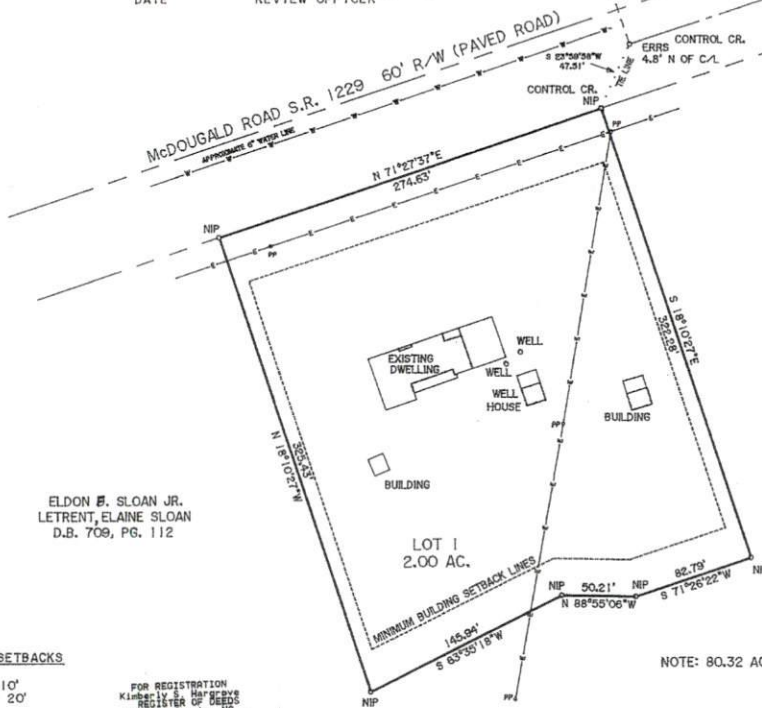 DATE
REVIEW OFFICER
McDOUGALD ROAD S.R. 1229 60' R/W (PAVED ROAD)
APPROXIMATE 6" WATER LINE
S 23°59'58"W
47.51'
TIE LINE
ERRS CONTROL CR.
4.8' N OF C/L
CONTROL CR.
NIP
PP
N 71°27'37"E
274.63'
NIP
PP
S 18°10'27"E
322.28'
EXISTING
DWELLING
WELL
WELL
WELL
HOUSE
BUILDING
PP
N 18°10'27"W
325.43'
BUILDING
ELDON E. SLOAN JR.
LETRENT, ELAINE SLOAN
D.B. 709, PG. 112
LOT 1
2.00 AC.
MINIMUM BUILDING SETBACK LINES
NIP
50.21'
N 88°55'06"W
NIP
82.79'
S 71°26'22"W
145.94'
S 63°35'18"W
NOTE: 80.32 AC
SETBACKS
10'
20'
FOR REGISTRATION
Kimberly S. Hargrove
REGISTER OF DEEDS
NIP
PP